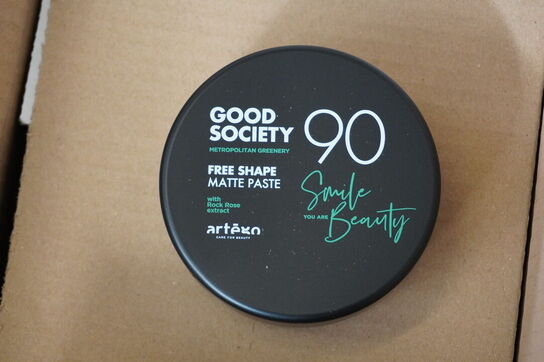 GOOD
SOCIETY
90
METROPOLITAN GREENERY
FREE SHAPE
MATTE PASTE
with
Rock Rose
extract
Smile
YOU ARE
Beauty
artègo
CARE FOR BEAUTY